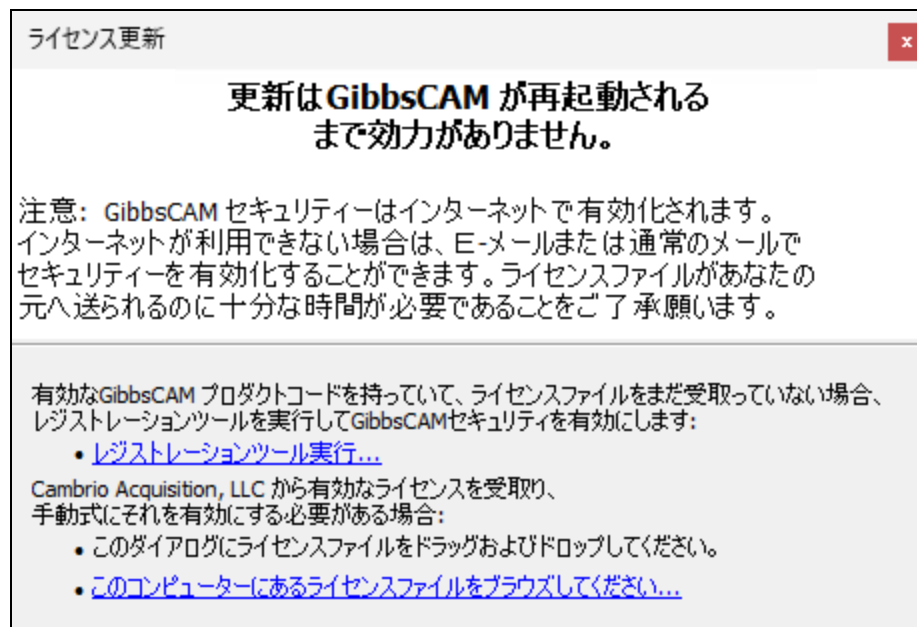 ライセンス更新
x
更新はGibbsCAM が再起動される
まで効力がありません。
注意: GibbsCAM セキュリティーはインターネットで有効化されます。
インターネットが利用できない場合は、E-メールまたは通常のメールで
セキュリティーを有効化することができます。ライセンスファイルがあなたの
元へ送られるのに十分な時間が必要であることをご了承願います。
有効なGibbsCAM プロダクトコードを持っていて、ライセンスファイルをまだ受取っていない場合、
レジストレーションツールを実行してGibbsCAMセキュリティを有効にします:
• レジストレーションツール実行...
Cambrio Acquisition, LLC から有効なライセンスを受取り、
手動式にそれを有効にする必要がある場合:
• このダイアログにライセンスファイルをドラッグおよびドロップしてください。
• このコンピューターにあるライセンスファイルをブラウズしてください...